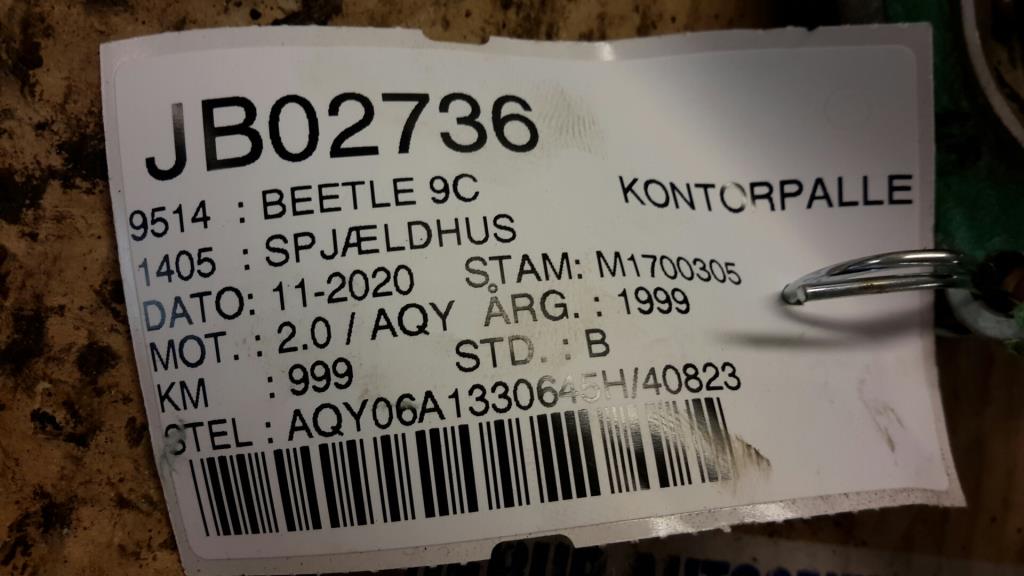 JB02736
9514 : BEETLE 9C KONTORPALLE
1405 : SPJÆLDHUS
DATO: 11-2020 STAM: M1700305
MOT. : 2.0 / AQY ÅRG. : 1999
KM : 999 STD. : B
STEL : AQY06A1330645H/40823